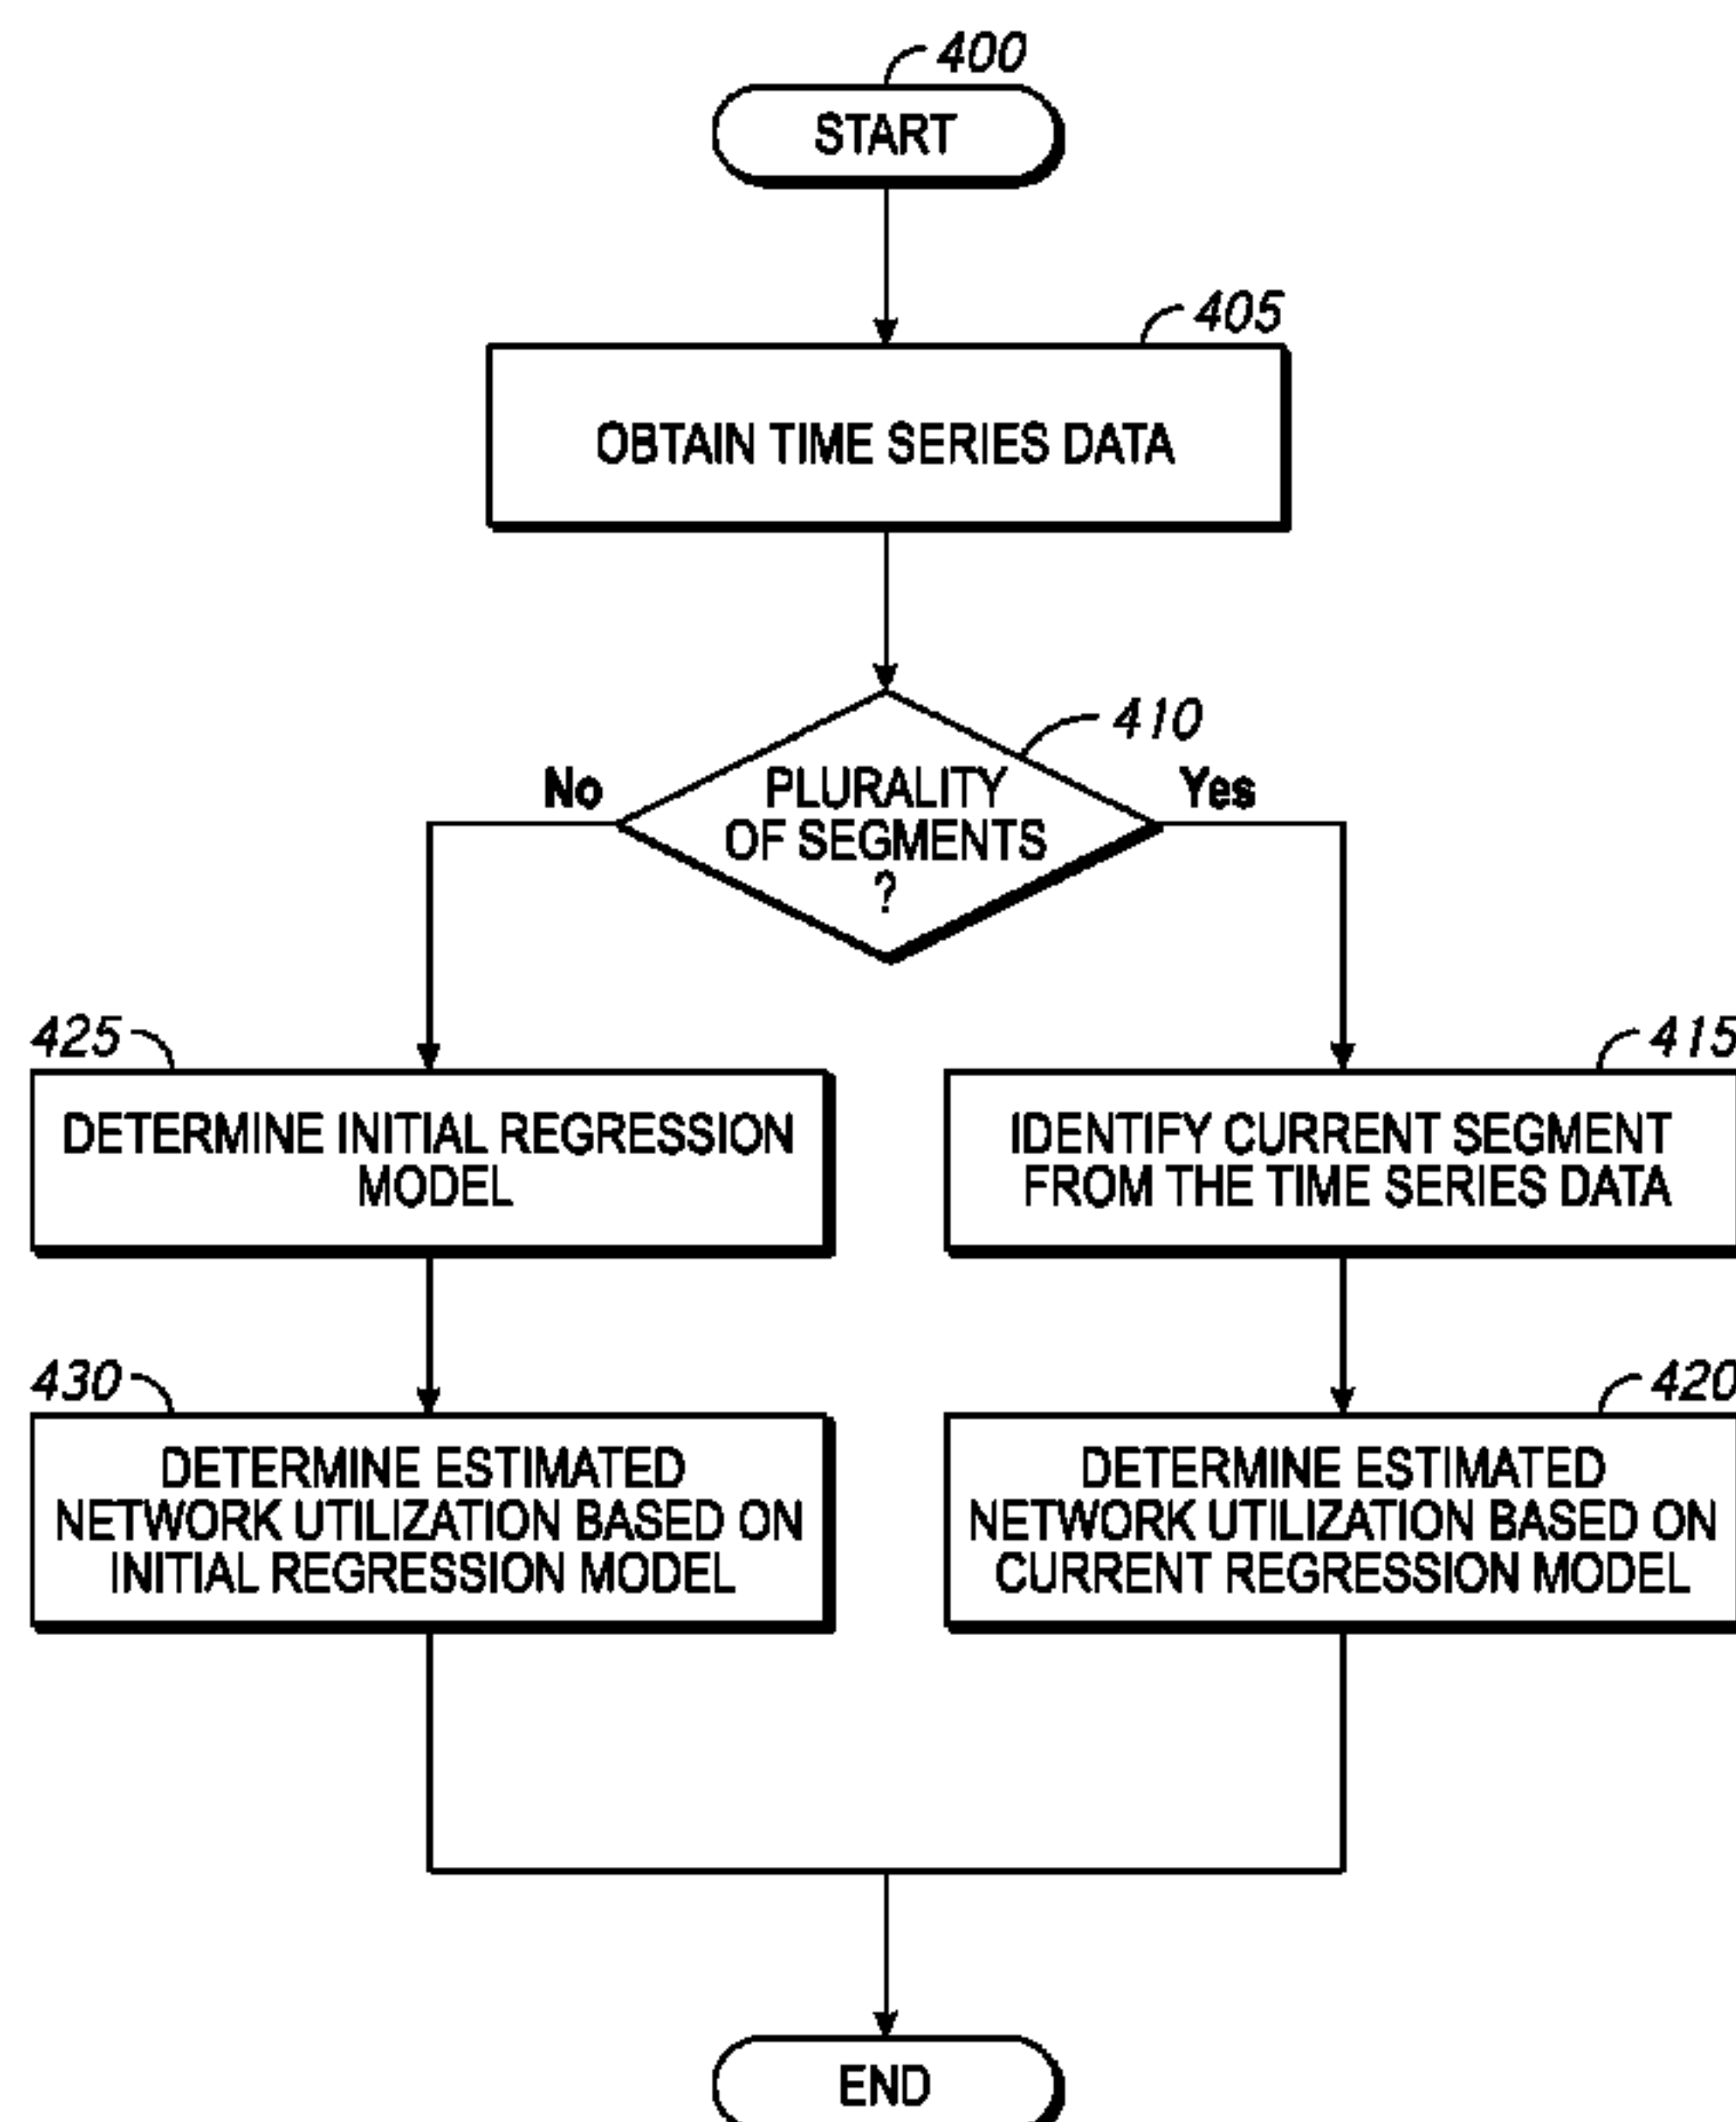 400
START
405
OBTAIN TIME SERIES DATA
410
No
PLURALITY
OF SEGMENTS
?
Yes
425
DETERMINE INITIAL REGRESSION
MODEL
415
IDENTIFY CURRENT SEGMENT
FROM THE TIME SERIES DATA
430
DETERMINE ESTIMATED
NETWORK UTILIZATION BASED ON
INITIAL REGRESSION MODEL
420
DETERMINE ESTIMATED
NETWORK UTILIZATION BASED ON
CURRENT REGRESSION MODEL
END